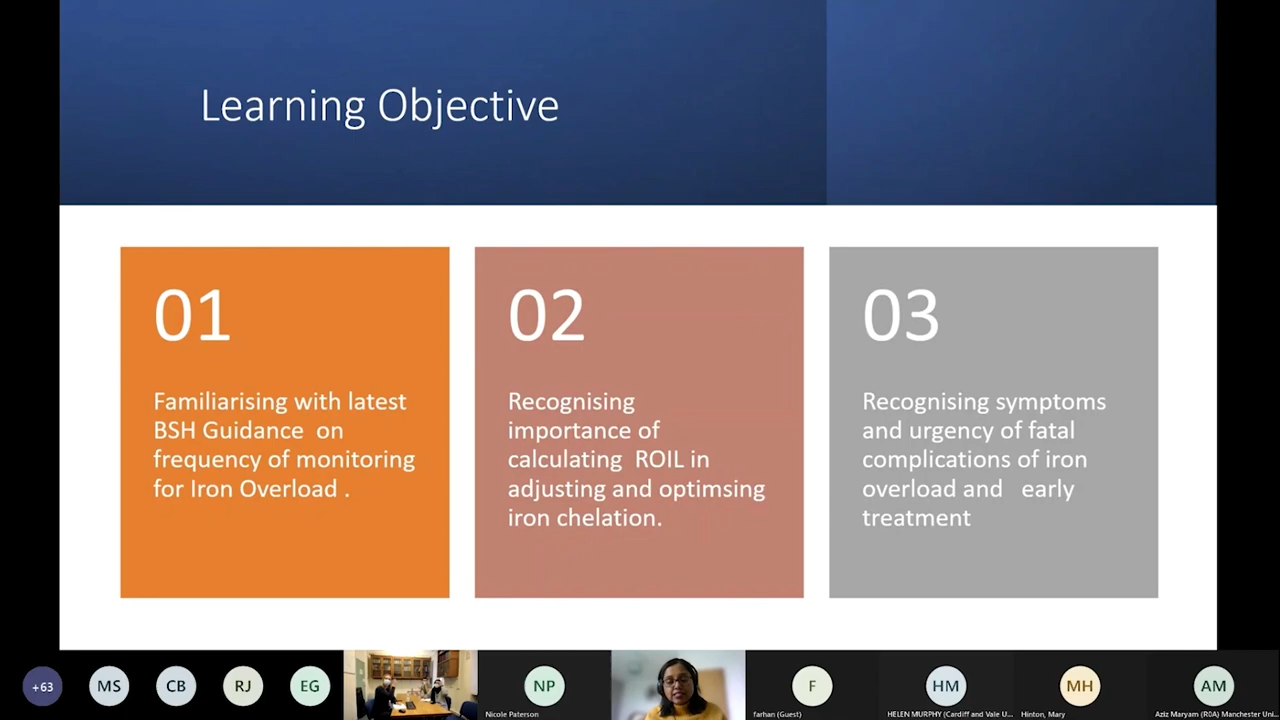 Learning Objective
01
Familiarising with latest
BSH Guidance on
frequency of monitoring
for Iron Overload .
02
Recognising
importance of
calculating ROIL in
adjusting and optimsing
iron chelation.
03
Recognising symptoms
and urgency of fatal
complications of iron
overload and early
treatment
+63
MS
CB
RJ
EG
NP
Nicole Paterson
F
farhan (Guest)
HM
HELEN MURPHY (Cardiff and Vale U...
MH
Hinton, Mary
AM
Aziz Maryam (R0A) Manchester Uni...